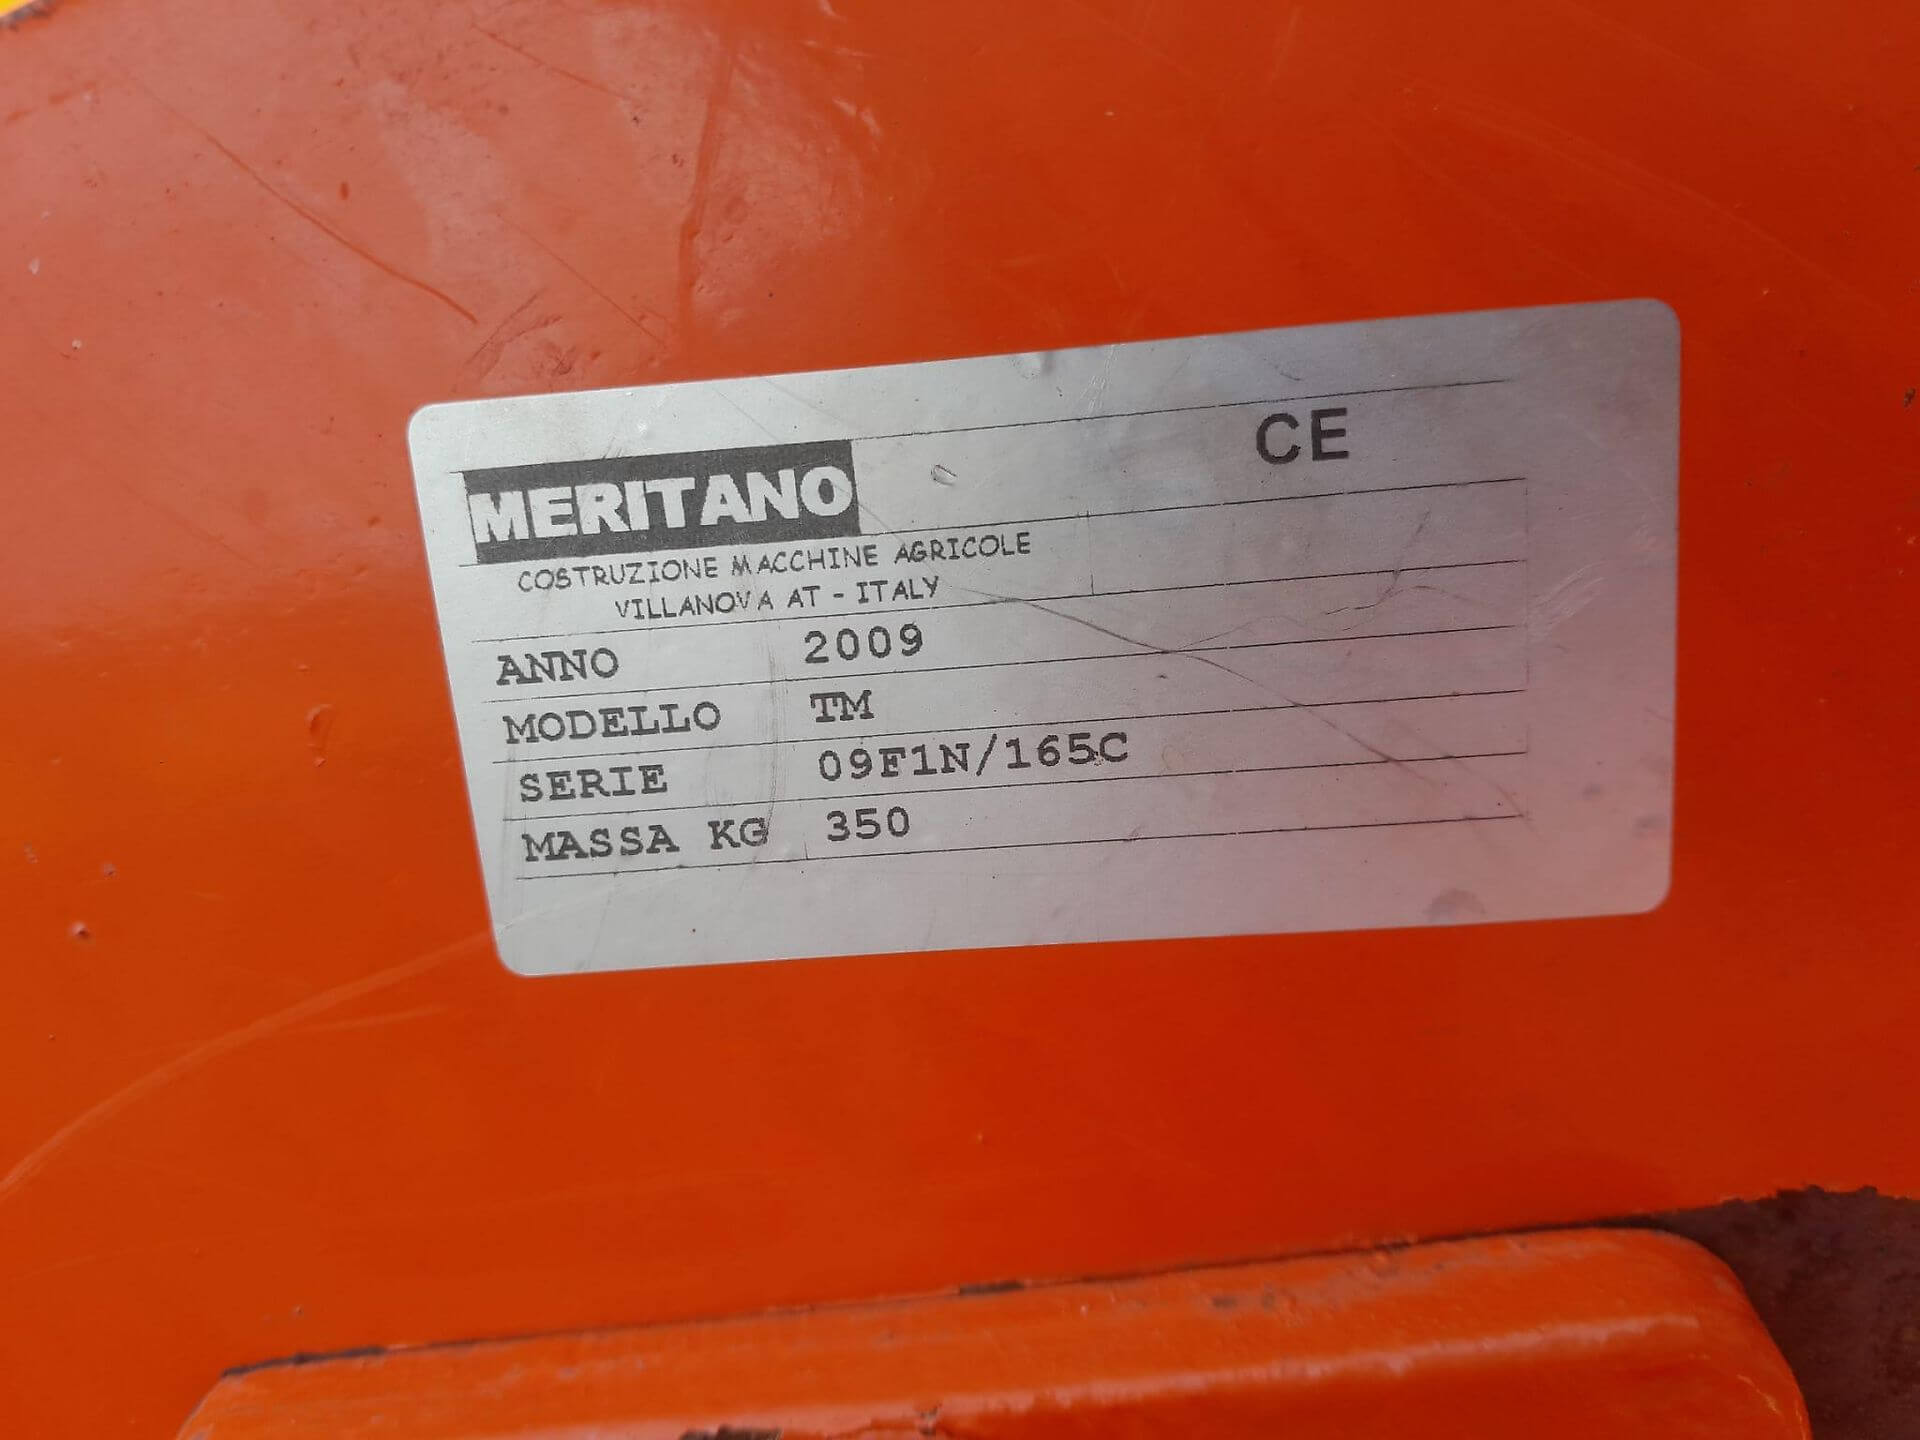 MERITANO
CE
COSTRUZIONE MACCHINE AGRICOLE
VILLANOVA AT - ITALY
ANNO 2009
MODELLO TM
SERIE 09F1N/165C
MASSA KG 350